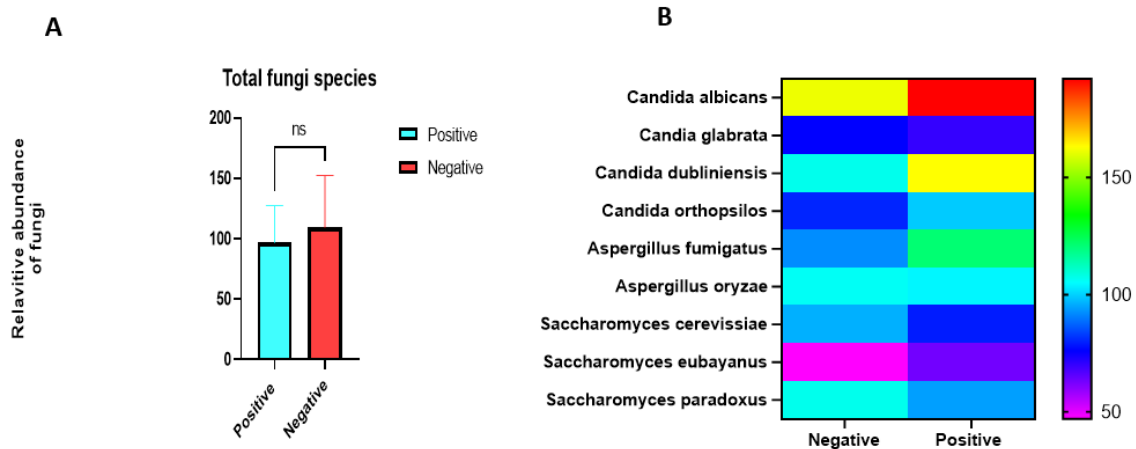 A
Total fungi species
Relavitive abundance
of fungi
200
150
100
50
0
ns
Positive
Negative
Positive
Negative
B
Candida albicans
Candia glabrata
Candida dubliniensis
Candida orthopsilos
Aspergillus fumigatus
Aspergillus oryzae
Saccharomyces cerevissiae
Saccharomyces eubayanus
Saccharomyces paradoxus
Negative
Positive
150
100
50